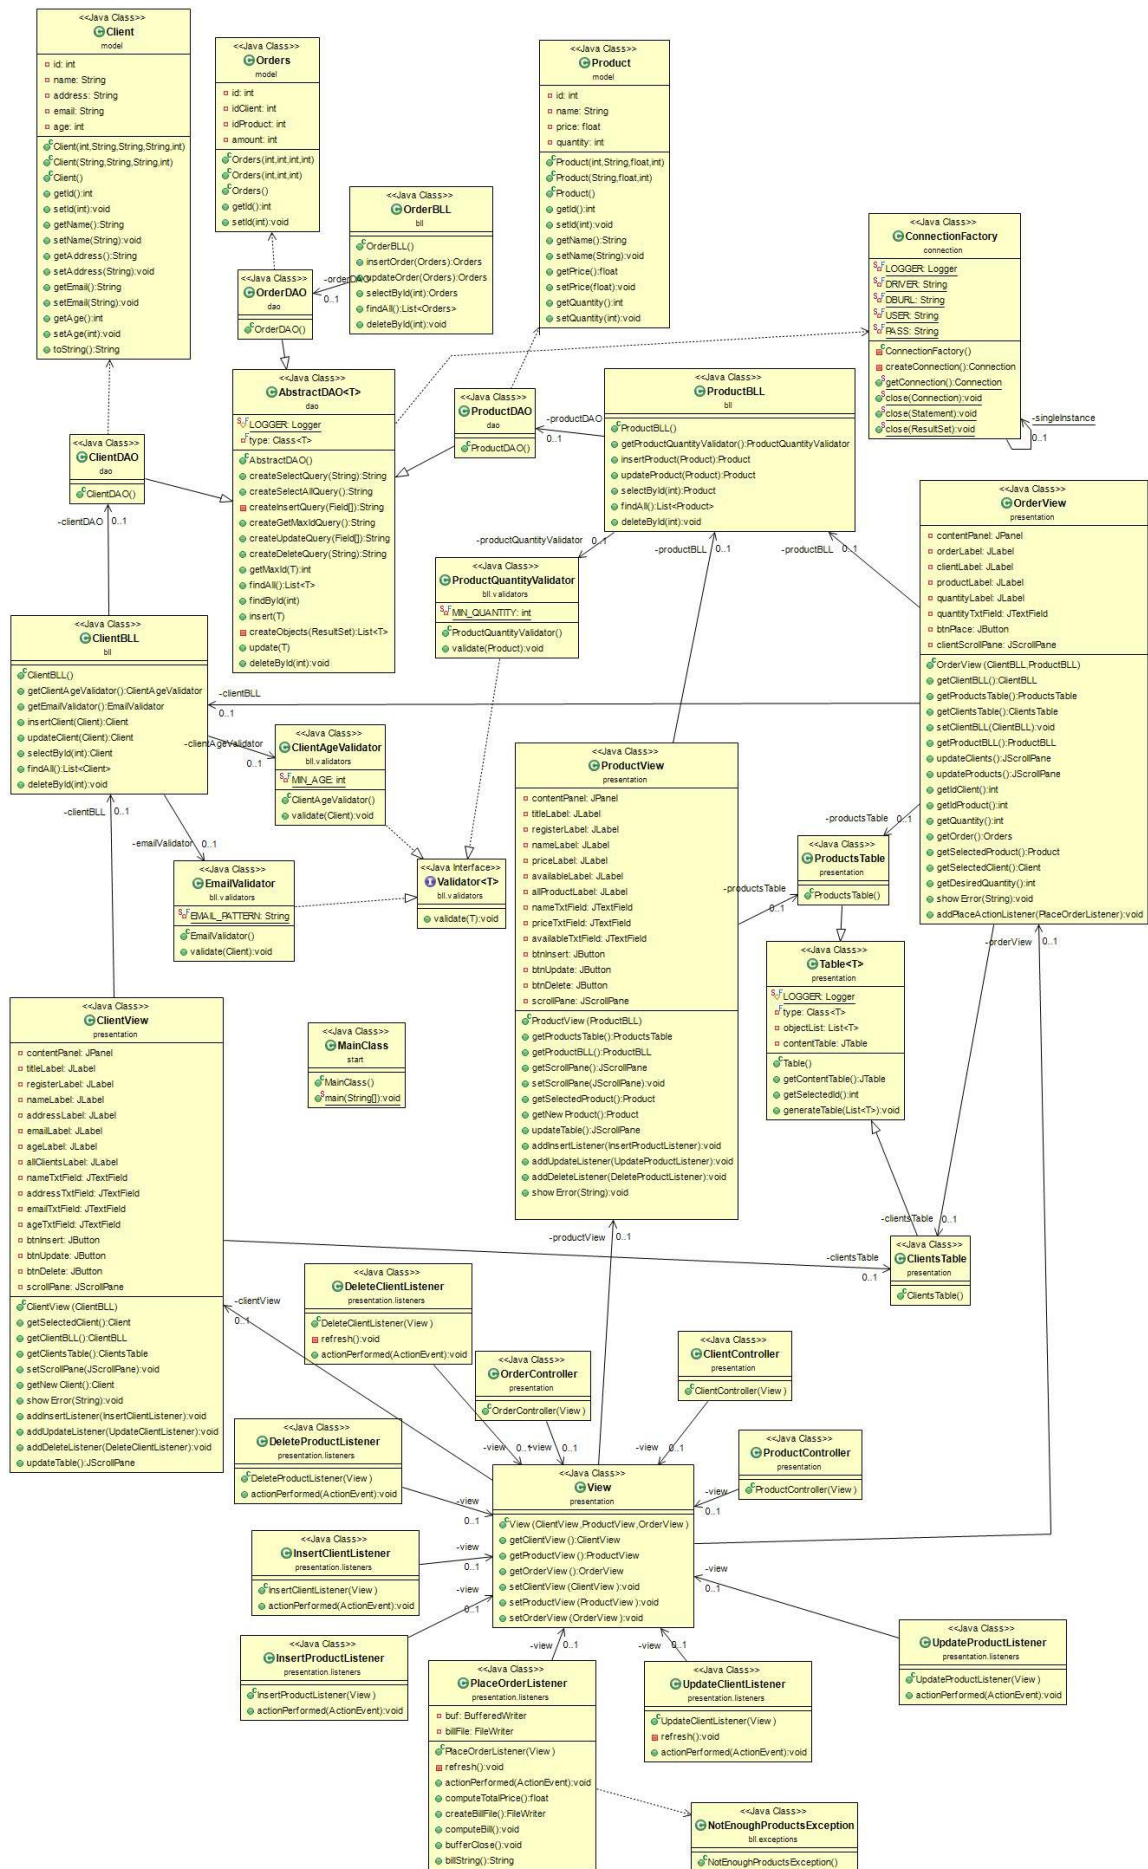 <<Java Class>>
Client
model
id: int
name: String
address: String
email: String
age: int
Client(int,String,String,String,int)
Client(String,String,String,int)
Client()
getId():int
setId(int):void
getName():String
setName(String):void
getAddress():String
setAddress(String):void
getEmail():String
setEmail(String):void
getAge():int
setAge(int):void
toString():String
<<Java Class>>
Orders
model
id: int
idClient: int
idProduct: int
amount: int
Orders(int,int,int,int)
Orders(int,int,int)
Orders()
getId():int
setId(int):void
<<Java Class>>
Product
model
id: int
name: String
price: float
quantity: int
Product(int,String,float,int)
Product(String,float,int)
Product()
getId():int
setId(int):void
getName():String
setName(String):void
getPrice():float
setPrice(float):void
getQuantity():int
setQuantity(int):void
<<Java Class>>
OrderBLL
bll
OrderBLL()
insertOrder(Orders):Orders
updateOrder(Orders):Orders
selectById(int):Orders
findAll():List<Orders>
deleteById(int):void
-orderDAO
0..1
<<Java Class>>
OrderDAO
dao
OrderDAO()
<<Java Class>>
ConnectionFactory
connection
LOGGER: Logger
DRIVER: String
DBURL: String
USER: String
PASS: String
ConnectionFactory()
createConnection():Connection
getConnection():Connection
close(Connection):void
close(Statement):void
close(ResultSet):void
-singleInstance
0..1
<<Java Class>>
AbstractDAO<T>
dao
LOGGER: Logger
type: Class<T>
AbstractDAO()
createSelectQuery(String):String
createSelectAllQuery():String
createInsertQuery(Field[]):String
createGetMaxIdQuery():String
createUpdateQuery(Field[]):String
createDeleteQuery(String):String
getMaxId(T):int
findAll():List<T>
findById(int)
insert(T)
createObjects(ResultSet):List<T>
update(T)
deleteById(int):void
<<Java Class>>
ProductDAO
dao
ProductDAO()
-productDAO
0..1
<<Java Class>>
ProductBLL
bll
ProductBLL()
getProductQuantityValidator():ProductQuantityValidator
insertProduct(Product):Product
updateProduct(Product):Product
selectById(int):Product
findAll():List<Product>
deleteById(int):void
<<Java Class>>
ClientDAO
dao
ClientDAO()
-clientDAO
0..1
-productQuantityValidator
0..1
-productBLL
0..1
-productBLL
0..1
<<Java Class>>
OrderView
presentation
contentPanel: JPanel
orderLabel: JLabel
clientLabel: JLabel
productLabel: JLabel
quantityLabel: JLabel
quantityTxtField: JTextField
btnPlace: JButton
clientScrollPane: JScrollPane
OrderView(ClientBLL,ProductBLL)
getClientBLL():ClientBLL
getProductsTable():ProductsTable
getClientsTable():ClientsTable
setClientBLL(ClientBLL):void
getProductBLL():ProductBLL
updateClients():JScrollPane
updateProducts():JScrollPane
getIdClient():int
getIdProduct():int
getQuantity():int
getOrder():Orders
getSelectedProduct():Product
getSelectedClient():Client
getDesiredQuantity():int
showError(String):void
addPlaceActionListener(PlaceOrderListener):void
<<Java Class>>
ProductQuantityValidator
bll.validators
MIN_QUANTITY: int
ProductQuantityValidator()
validate(Product):void
<<Java Class>>
ClientBLL
bll
ClientBLL()
getClientAgeValidator():ClientAgeValidator
getEmailValidator():EmailValidator
insertClient(Client):Client
updateClient(Client):Client
selectById(int):Client
findAll():List<Client>
deleteById(int):void
-clientBLL
0..1
-clientAgeValidator
0..1
<<Java Class>>
ClientAgeValidator
bll.validators
MIN_AGE: int
ClientAgeValidator()
validate(Client):void
-clientBLL
0..1
-emailValidator
0..1
<<Java Class>>
EmailValidator
bll.validators
EMAIL_PATTERN: String
EmailValidator()
validate(Client):void
<<Java Interface>>
Validator<T>
bll.validators
validate(T):void
<<Java Class>>
ProductView
presentation
contentPanel: JPanel
titleLabel: JLabel
registerLabel: JLabel
nameLabel: JLabel
priceLabel: JLabel
availableLabel: JLabel
allProductLabel: JLabel
nameTxtField: JTextField
priceTxtField: JTextField
availableTxtField: JTextField
btnInsert: JButton
btnUpdate: JButton
btnDelete: JButton
scrollPane: JScrollPane
ProductView(ProductBLL)
getProductsTable():ProductsTable
getProductBLL():ProductBLL
getScrollPane():JScrollPane
setScrollPane(JScrollPane):void
getSelectedProduct():Product
getNewProduct():Product
updateTable():JScrollPane
addInsertListener(InsertProductListener):void
addUpdateListener(UpdateProductListener):void
addDeleteListener(DeleteProductListener):void
showError(String):void
-productsTable
0..1
-productsTable
0..1
<<Java Class>>
ProductsTable
presentation
ProductsTable()
<<Java Class>>
Table<T>
presentation
LOGGER: Logger
type: Class<T>
objectList: List<T>
contentTable: JTable
Table()
getContentTable():JTable
getSelectedId():int
generateTable(List<T>):void
-orderView
0..1
<<Java Class>>
ClientView
presentation
contentPanel: JPanel
titleLabel: JLabel
registerLabel: JLabel
nameLabel: JLabel
addressLabel: JLabel
emailLabel: JLabel
ageLabel: JLabel
allClientsLabel: JLabel
nameTxtField: JTextField
addressTxtField: JTextField
emailTxtField: JTextField
ageTxtField: JTextField
btnInsert: JButton
btnUpdate: JButton
btnDelete: JButton
scrollPane: JScrollPane
ClientView(ClientBLL)
getSelectedClient():Client
getClientBLL():ClientBLL
getClientsTable():ClientsTable
setScrollPane(JScrollPane):void
getNewClient():Client
showError(String):void
addInsertListener(InsertClientListener):void
addUpdateListener(UpdateClientListener):void
addDeleteListener(DeleteClientListener):void
updateTable():JScrollPane
<<Java Class>>
MainClass
start
MainClass()
main(String[]):void
-productView
0..1
-clientsTable
0..1
-clientsTable
0..1
<<Java Class>>
ClientsTable
presentation
ClientsTable()
-clientView
0..1
<<Java Class>>
DeleteClientListener
presentation.listeners
DeleteClientListener(View)
refresh():void
actionPerformed(ActionEvent):void
<<Java Class>>
OrderController
presentation
OrderController(View)
<<Java Class>>
ClientController
presentation
ClientController(View)
<<Java Class>>
DeleteProductListener
presentation.listeners
DeleteProductListener(View)
actionPerformed(ActionEvent):void
<<Java Class>>
ProductController
presentation
ProductController(View)
-view
0..1
-view
0..1
-view
0..1
-view
0..1
-view
0..1
<<Java Class>>
View
presentation
View(ClientView,ProductView,OrderView)
getClientView():ClientView
getProductView():ProductView
getOrderView():OrderView
setClientView(ClientView):void
setProductView(ProductView):void
setOrderView(OrderView):void
<<Java Class>>
InsertClientListener
presentation.listeners
InsertClientListener(View)
actionPerformed(ActionEvent):void
-view
0..1
-view
0..1
-view
0..1
<<Java Class>>
InsertProductListener
presentation.listeners
InsertProductListener(View)
actionPerformed(ActionEvent):void
-view
0..1
-view
0..1
<<Java Class>>
UpdateProductListener
presentation.listeners
UpdateProductListener(View)
actionPerformed(ActionEvent):void
<<Java Class>>
PlaceOrderListener
presentation.listeners
buf: BufferedWriter
billFile: FileWriter
PlaceOrderListener(View)
refresh():void
actionPerformed(ActionEvent):void
computeTotalPrice():float
createBillFile():FileWriter
computeBill():void
bufferClose():void
billString():String
<<Java Class>>
UpdateClientListener
presentation.listeners
UpdateClientListener(View)
refresh():void
actionPerformed(ActionEvent):void
<<Java Class>>
NotEnoughProductsException
bll.exceptions
NotEnoughProductsException()